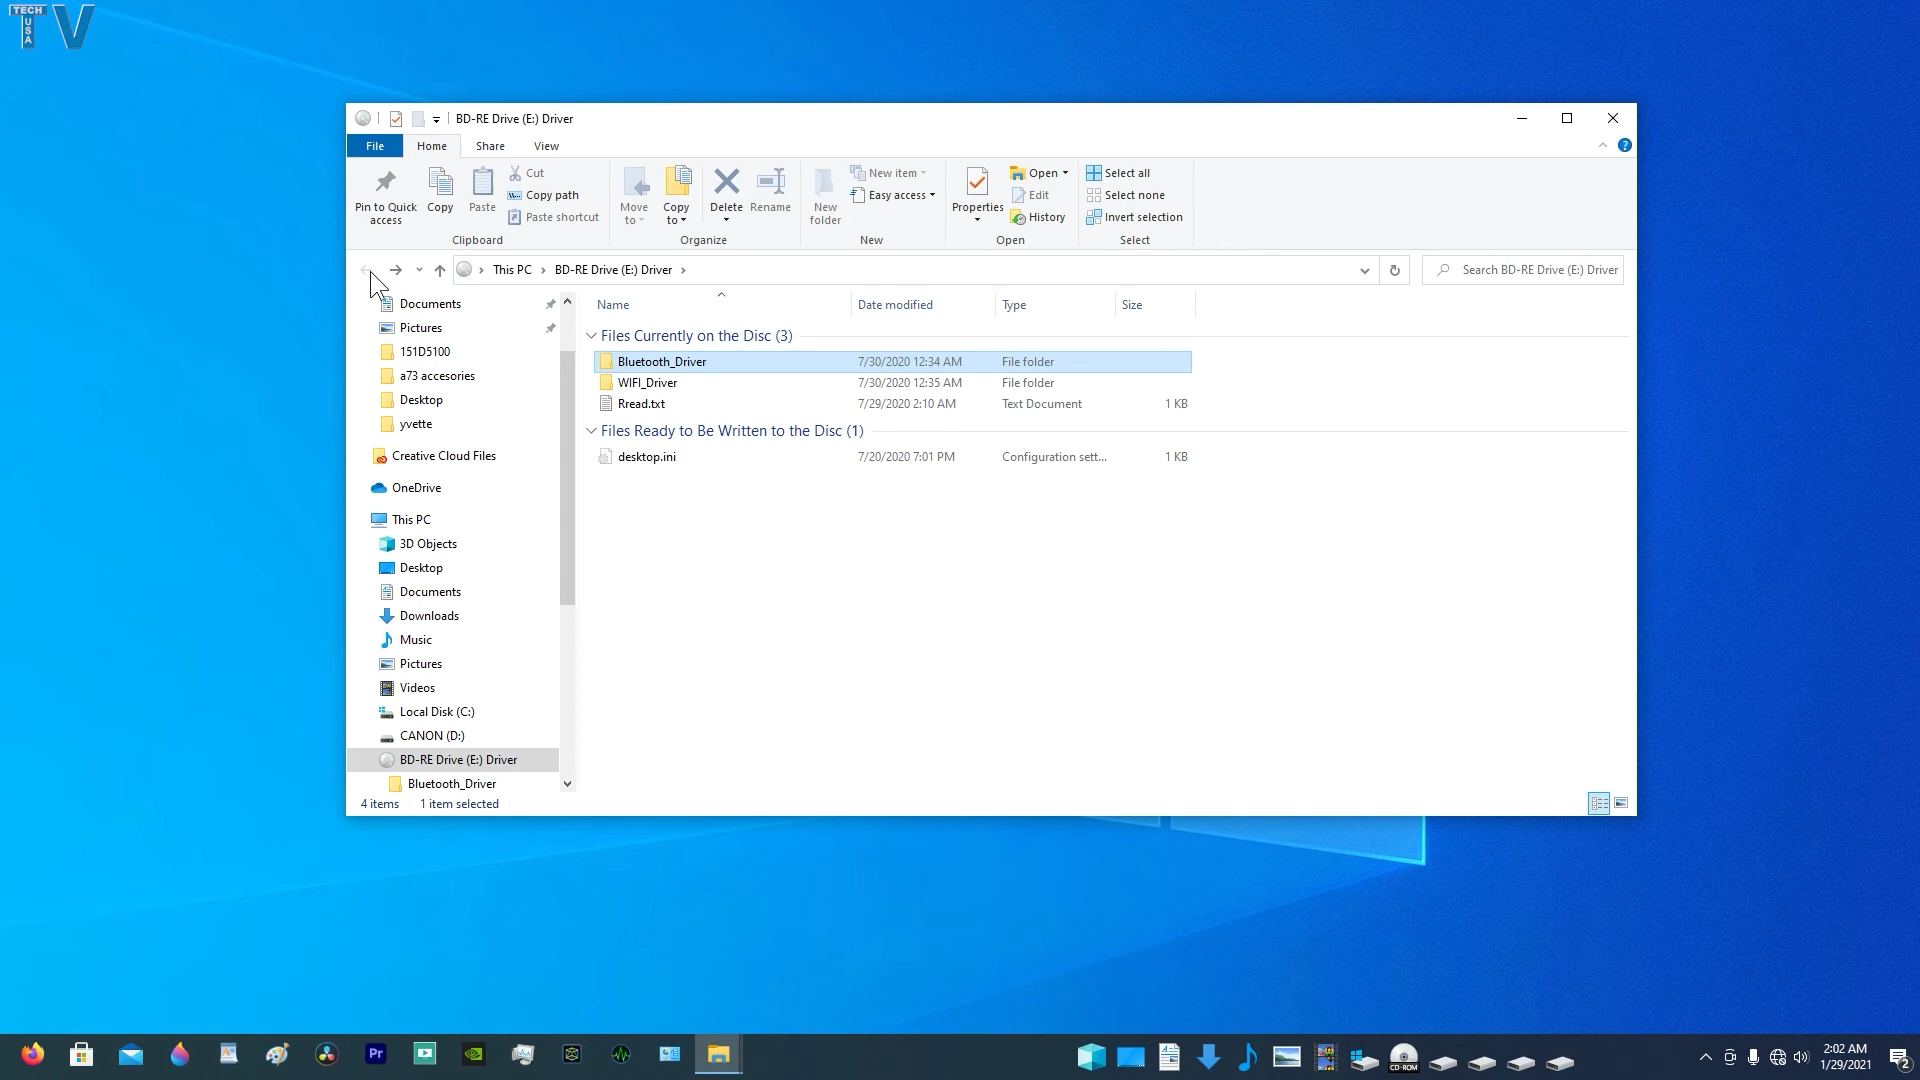 TECH
USA
TV
BD-RE Drive (E:) Driver
File Home Share View
Pin to Quick access
Copy
Paste
Cut
Copy path
Paste shortcut
Clipboard
Move to
Copy to
Delete
Rename
Organize
New folder
New item
Easy access
New
Properties
Open
Edit
History
Open
Select all
Select none
Invert selection
Select
This PC > BD-RE Drive (E:) Driver >
Search BD-RE Drive (E:) Driver
Documents
Pictures
151D5100
a73 accesories
Desktop
yvette
Creative Cloud Files
OneDrive
This PC
3D Objects
Desktop
Documents
Downloads
Music
Pictures
Videos
Local Disk (C:)
CANON (D:)
BD-RE Drive (E:) Driver
Bluetooth_Driver
Name Date modified Type Size
Files Currently on the Disc (3)
Bluetooth_Driver 7/30/2020 12:34 AM File folder
WIFI_Driver 7/30/2020 12:35 AM File folder
Rread.txt 7/29/2020 2:10 AM Text Document 1 KB
Files Ready to Be Written to the Disc (1)
desktop.ini 7/20/2020 7:01 PM Configuration sett... 1 KB
4 items 1 item selected
Pr
CD-ROM
2:02 AM
1/29/2021
2